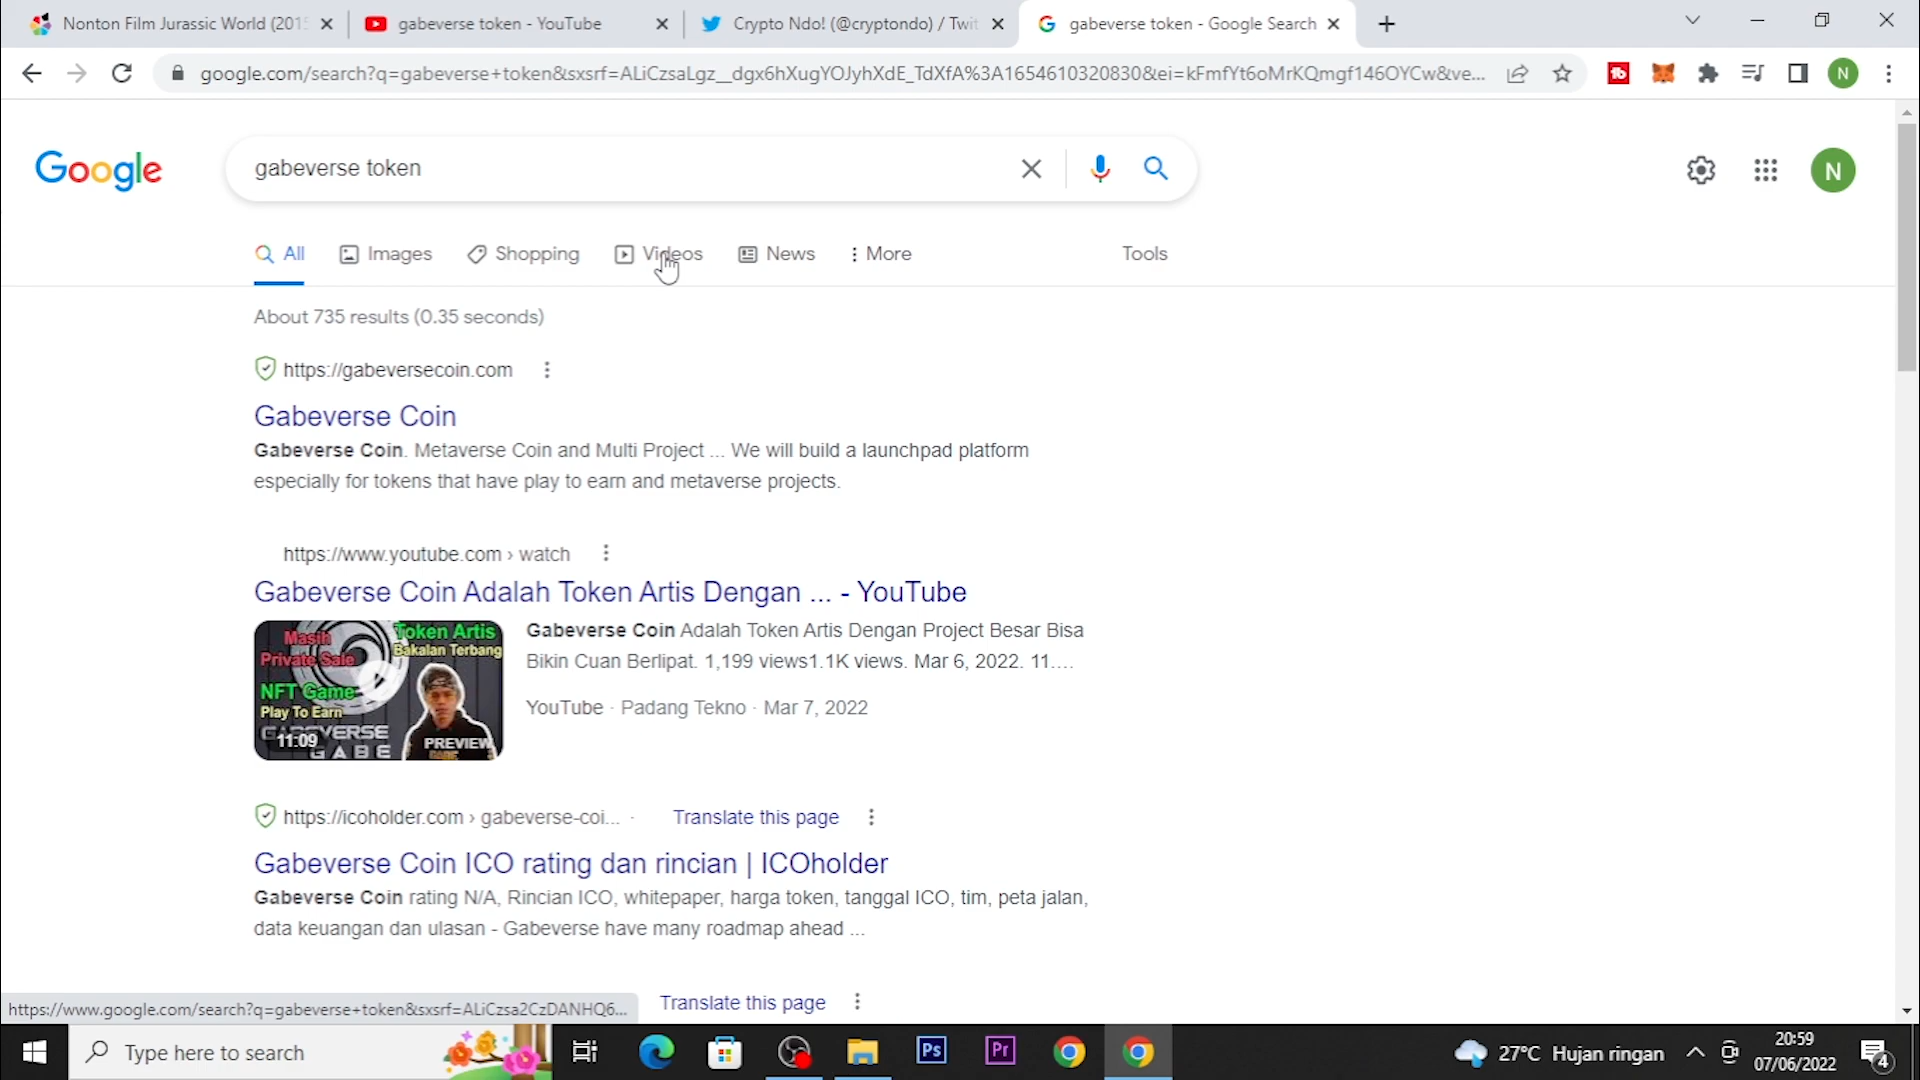 Nonton Film Jurassic World (2015
gabeverse token - YouTube
Crypto Ndo! (@cryptondo) / Twit
gabeverse token - Google Search
google.com/search?q=gabeverse+token&sxsrf=ALiCzsaLgz__dgx6hXugYOJyhXdE_TdXfA%3A1654610320830&ei=kFmfYt6oMrKQmgf146OYCw&ve...
N
Google
gabeverse token
N
All
Images
Shopping
Videos
News
More
Tools
About 735 results (0.35 seconds)
https://gabeversecoin.com
Gabeverse Coin
Gabeverse Coin. Metaverse Coin and Multi Project ... We will build a launchpad platform
especially for tokens that have play to earn and metaverse projects.
https://www.youtube.com › watch
Gabeverse Coin Adalah Token Artis Dengan ... - YouTube
Masih
Private Sale
Token Artis
Bakalan Terbang
NFT Game
Play To Earn
GABEVERSE
GABE
11:09
PREVIEW
Gabeverse Coin Adalah Token Artis Dengan Project Besar Bisa
Bikin Cuan Berlipat. 1,199 views1.1K views. Mar 6, 2022. 11....
YouTube · Padang Tekno · Mar 7, 2022
https://icoholder.com › gabeverse-coi... · Translate this page
Gabeverse Coin ICO rating dan rincian | ICOholder
Gabeverse Coin rating N/A, Rincian ICO, whitepaper, harga token, tanggal ICO, tim, peta jalan,
data keuangan dan ulasan - Gabeverse have many roadmap ahead ...
https://www.google.com/search?q=gabeverse+token&sxsrf=ALiCzsa2CzDANHQ6...
Translate this page
Type here to search
Ps
Pr
27°C Hujan ringan
20:59
07/06/2022
4